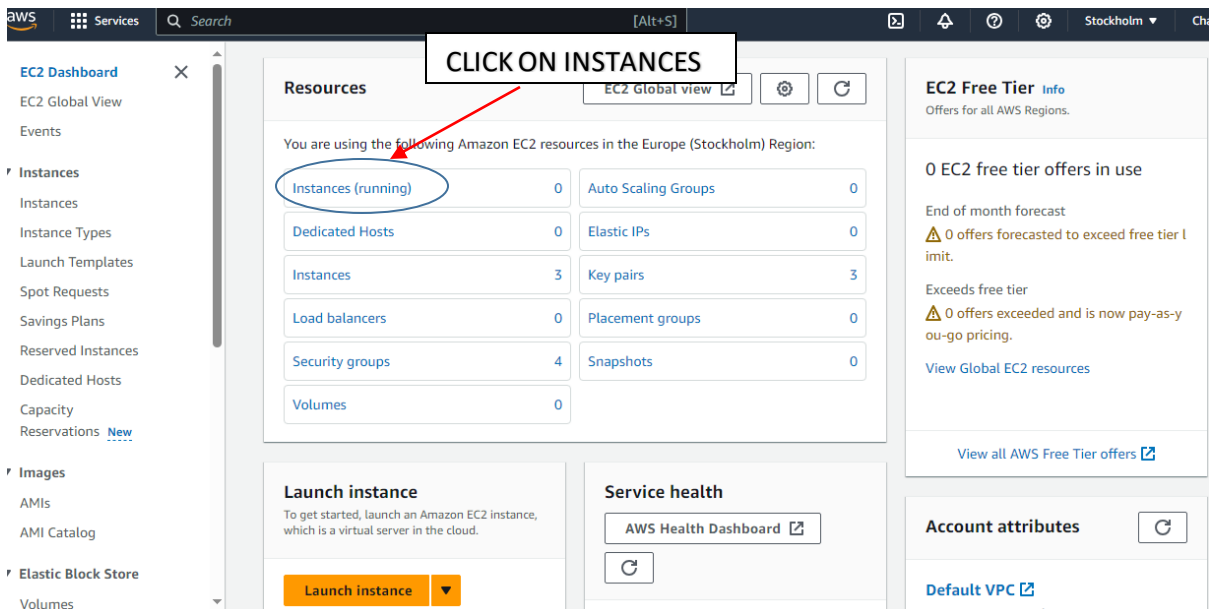 aws
Services
Search
[Alt+S]
Stockholm
CLICK ON INSTANCES
EC2 Dashboard
EC2 Global View
Events
Instances
Instances
Instance Types
Launch Templates
Spot Requests
Savings Plans
Reserved Instances
Dedicated Hosts
Capacity
Reservations New
Images
AMIs
AMI Catalog
Elastic Block Store
Volumes
Resources
EC2 Global view
You are using the following Amazon EC2 resources in the Europe (Stockholm) Region:
Instances (running) 0
Auto Scaling Groups 0
Dedicated Hosts 0
Elastic IPs 0
Instances 3
Key pairs 3
Load balancers 0
Placement groups 0
Security groups 4
Snapshots 0
Volumes 0
Launch instance
To get started, launch an Amazon EC2 instance,
which is a virtual server in the cloud.
Launch instance
Service health
AWS Health Dashboard
EC2 Free Tier Info
Offers for all AWS Regions.
0 EC2 free tier offers in use
End of month forecast
0 offers forecasted to exceed free tier l
imit.
Exceeds free tier
0 offers exceeded and is now pay-as-y
ou-go pricing.
View Global EC2 resources
View all AWS Free Tier offers
Account attributes
Default VPC